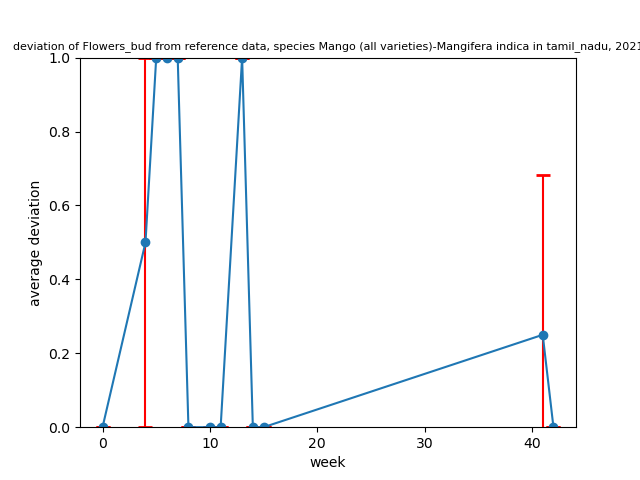 deviation of Flowers_bud from reference data, species Mango (all varieties)-Mangifera indica in tamil_nadu, 2021
1.0
0.8
0.6
0.4
0.2
0.0
average deviation
0 10 20 30 40
week